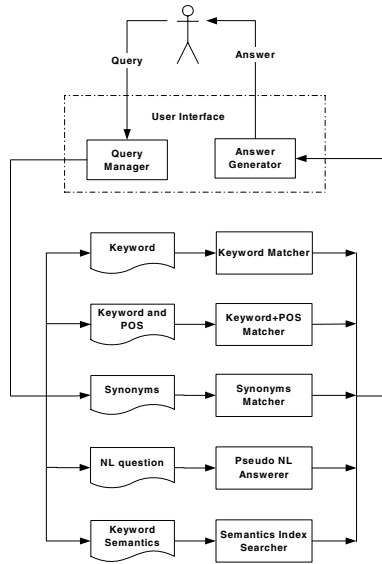 Query
Answer
User Interface
Query
Manager
Answer
Generator
Keyword
Keyword Matcher
Keyword and
POS
Keyword+POS
Matcher
Synonyms
Synonyms
Matcher
NL question
Pseudo NL
Answerer
Keyword
Semantics
Semantics Index
Searcher